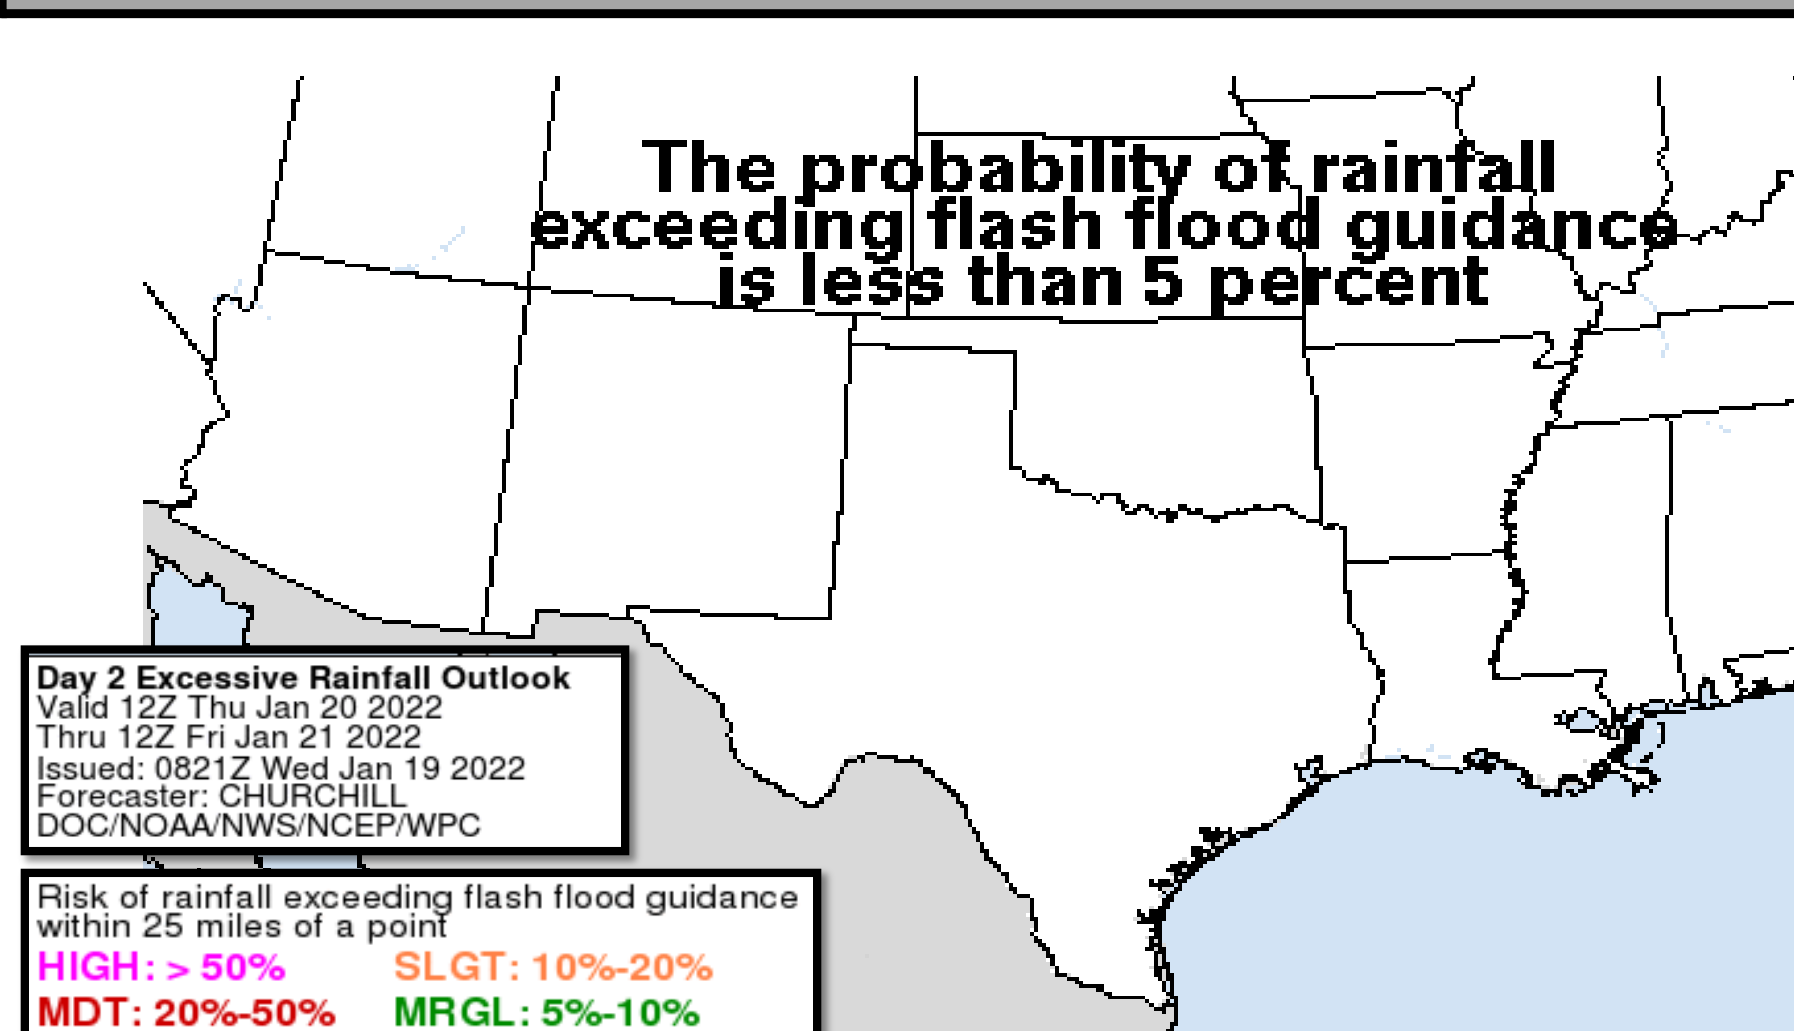 The probability of rainfall
exceeding flash flood guidance
is less than 5 percent
Day 2 Excessive Rainfall Outlook
Valid 12Z Thu Jan 20 2022
Thru 12Z Fri Jan 21 2022
Issued: 0821Z Wed Jan 19 2022
Forecaster: CHURCHILL
DOC/NOAA/NWS/NCEP/WPC
Risk of rainfall exceeding flash flood guidance
within 25 miles of a point
HIGH: > 50% SLGT: 10%-20%
MDT: 20%-50% MRGL: 5%-10%